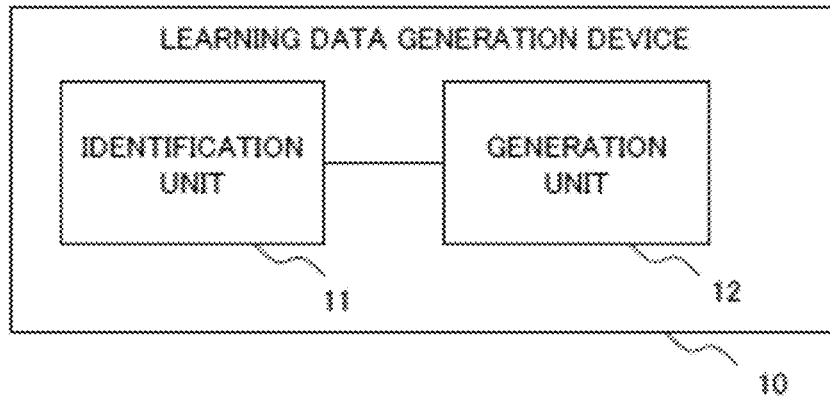 LEARNING DATA GENERATION DEVICE
IDENTIFICATION
UNIT
GENERATION
UNIT
11
12
10